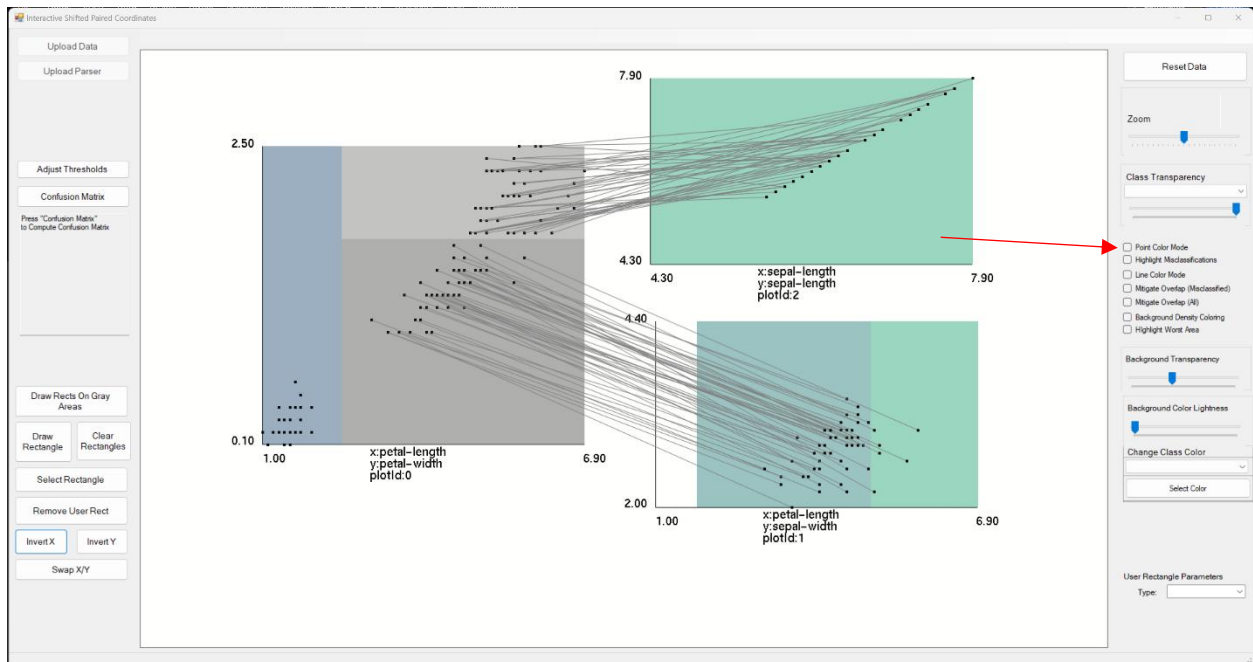 Interactive Shifted Paired Coordinates
Upload Data
Upload Parser
Adjust Thresholds
Confusion Matrix
Press "Confusion Matrix"
to Compute Confusion Matrix
Draw Rects On Gray
Areas
Draw
Rectangle
Clear
Rectangles
Select Rectangle
Remove User Rect
Invert X
Invert Y
Swap X/Y
2.50
0.10
1.00
6.90
x:petal-length
y:petal-width
plotId:0
7.90
4.30
4.30
7.90
x:sepal-length
y:sepal-length
plotId:2
4.40
2.00
1.00
6.90
x:petal-length
y:sepal-width
plotId:1
Reset Data
Zoom
Class Transparency
Point Color Mode
Highlight Misclassifications
Line Color Mode
Mitigate Overlap (Misclassified)
Mitigate Overlap (All)
Background Density Coloring
Highlight Worst Area
Background Transparency
Background Color Lightness
Change Class Color
Select Color
User Rectangle Parameters
Type: